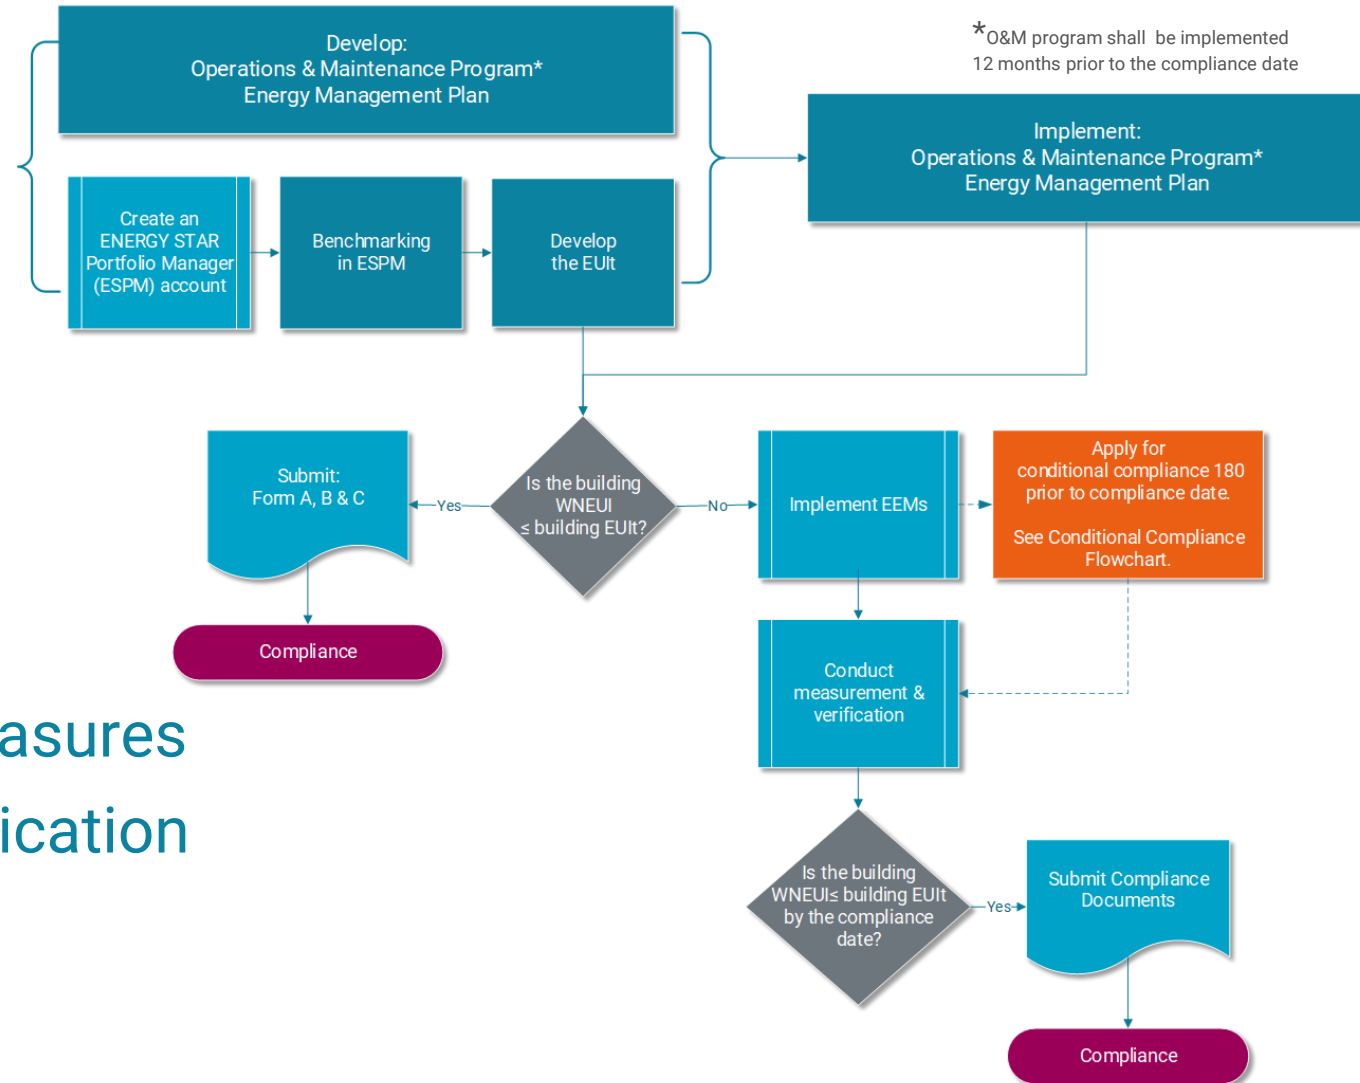 *O&M program shall be implemented
12 months prior to the compliance date
Develop:
Operations & Maintenance Program*
Energy Management Plan
Implement:
Operations & Maintenance Program*
Energy Management Plan
Create an
ENERGY STAR
Portfolio Manager
(ESPM) account
Benchmarking
in ESPM
Develop
the EUIt
Submit:
Form A, B & C
Yes
Is the building
WNEUI
≤ building EUIt?
No
Implement EEMs
Apply for
conditional compliance 180
prior to compliance date.
See Conditional Compliance
Flowchart.
Compliance
Conduct
measurement &
verification
asures
ication
Is the building
WNEUI≤ building EUIt
by the compliance
date?
Yes
Submit Compliance
Documents
Compliance